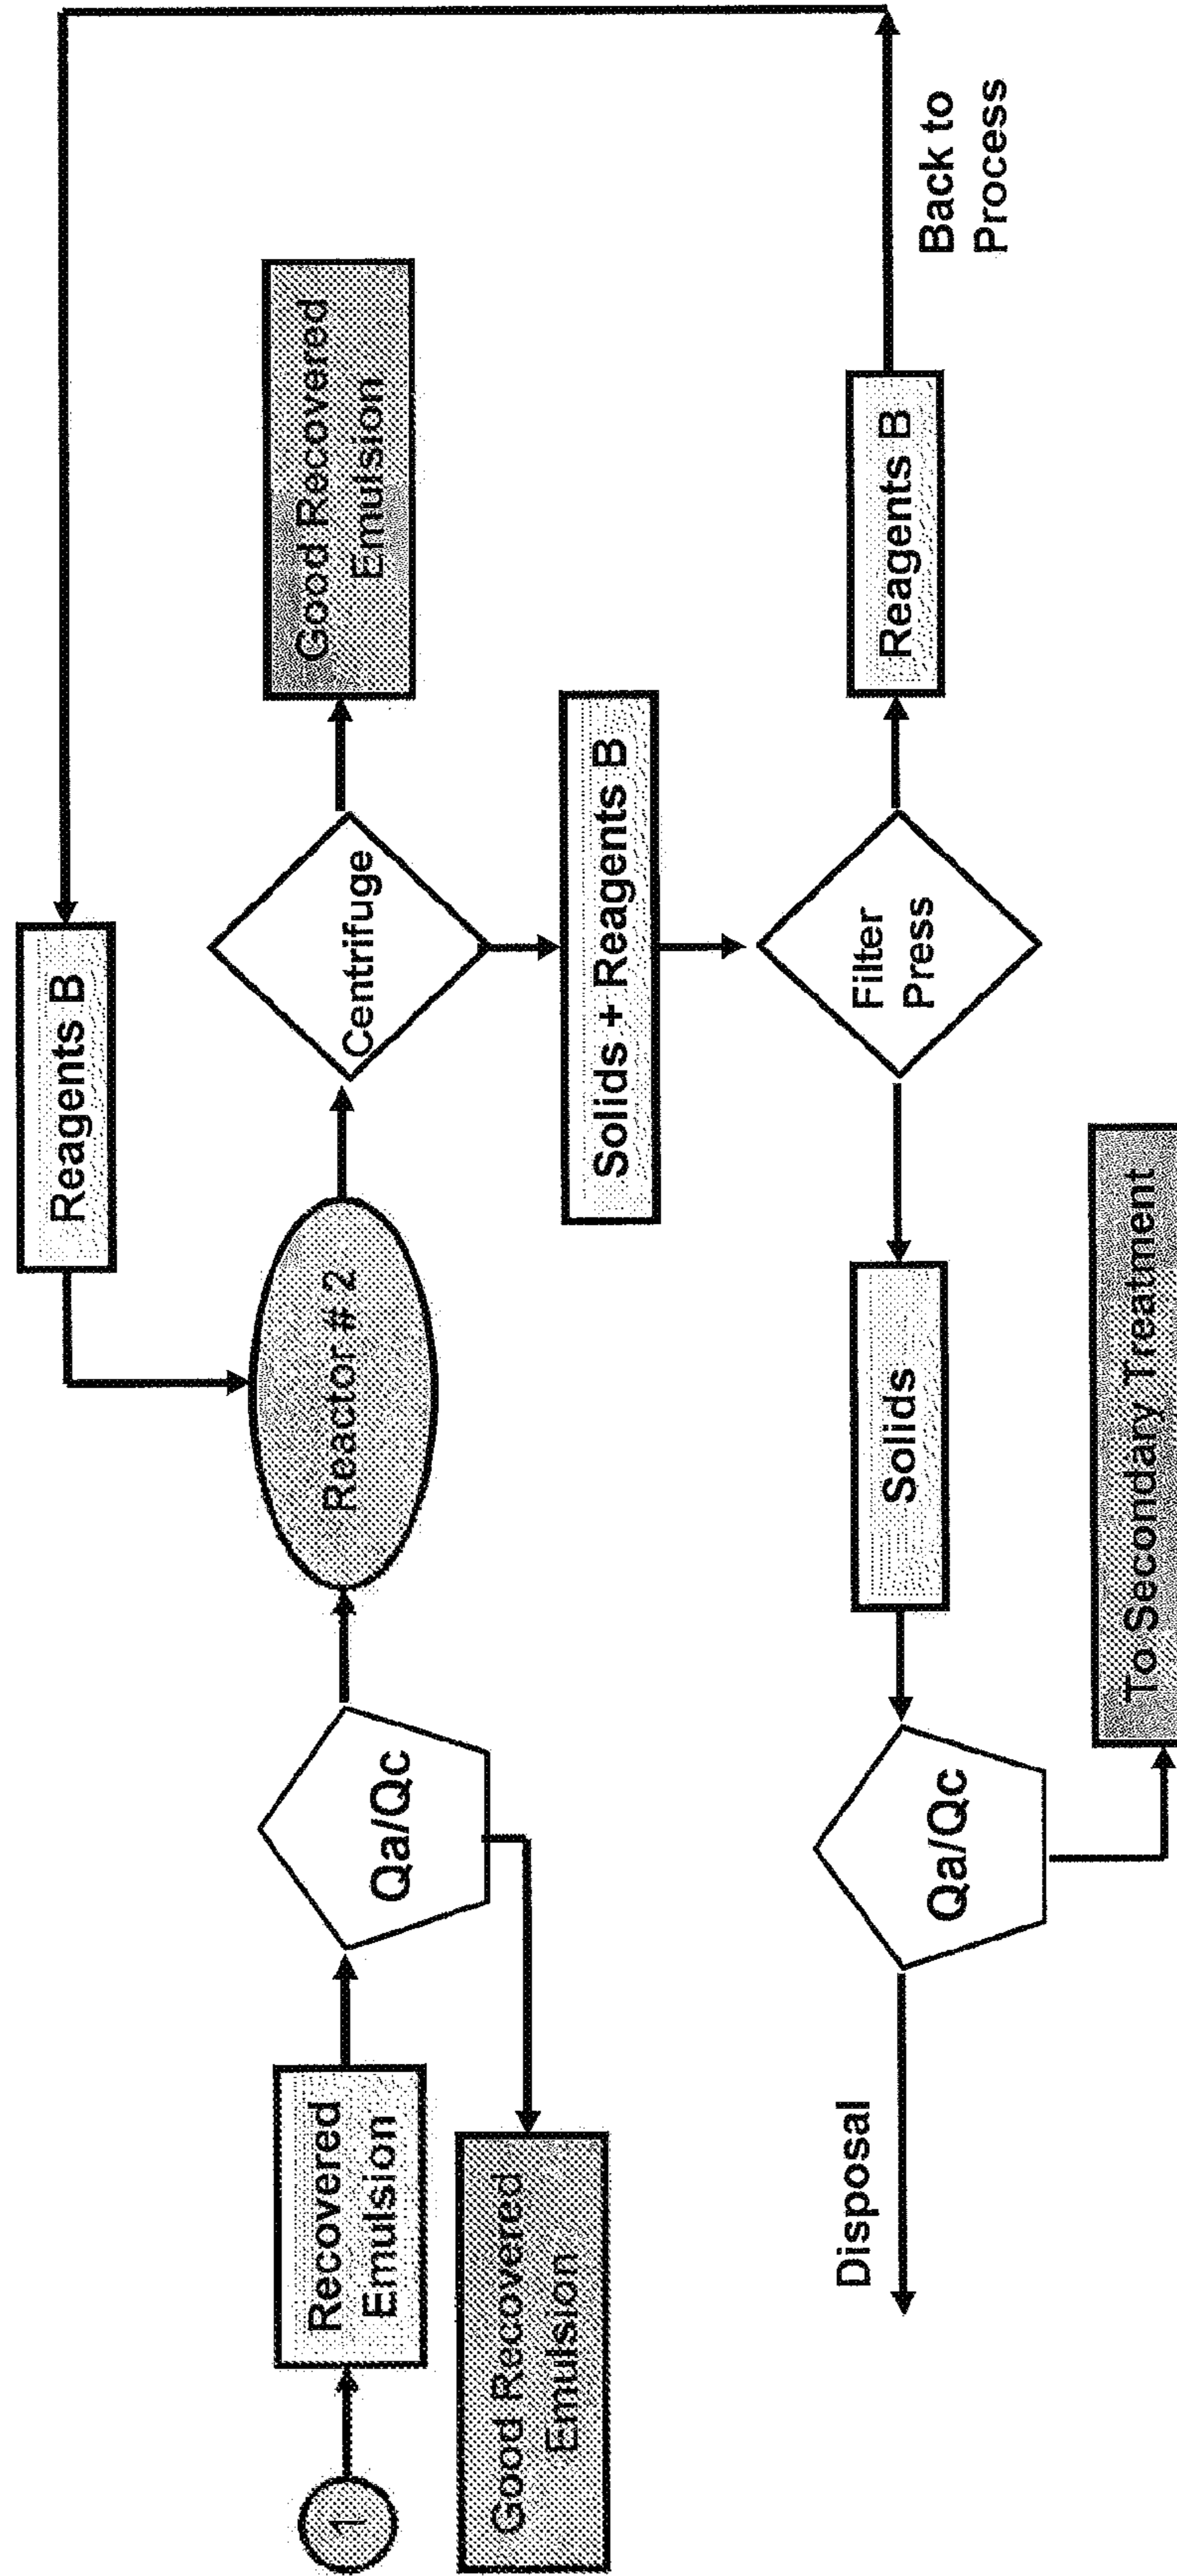 Reagents B
1
Recovered
Emulsion
Qa/Qc
Reactor # 2
Centrifuge
Good Recovered
Emulsion
Good Recovered
Emulsion
Solids + Reagents B
Disposal
Qa/Qc
Solids
Filter
Press
Reagents B
Back to
Process
To Secondary Treatment